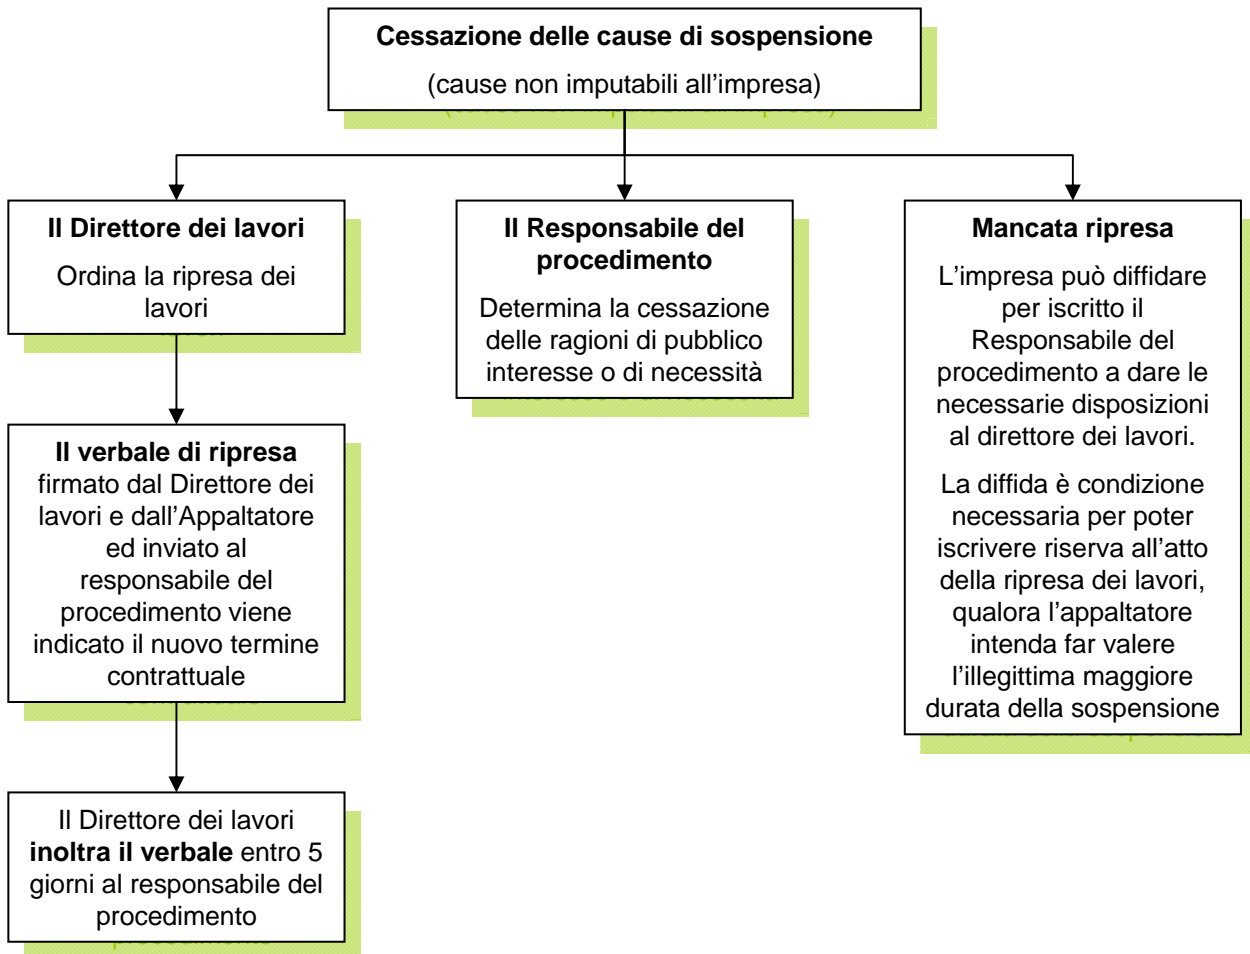 Cessazione delle cause di sospensione
(cause non imputabili all'impresa)
Il Direttore dei lavori
Ordina la ripresa dei
lavori
Il verbale di ripresa
firmato dal Direttore dei
lavori e dall'Appaltatore
ed inviato al
responsabile del
procedimento viene
indicato il nuovo termine
contrattuale
Il Direttore dei lavori
inoltra il verbale entro 5
giorni al responsabile del
procedimento
Il Responsabile del
procedimento
Determina la cessazione
delle ragioni di pubblico
interesse o di necessità
Mancata ripresa
L'impresa può diffidare
per iscritto il
Responsabile del
procedimento a dare le
necessarie disposizioni
al direttore dei lavori.
La diffida è condizione
necessaria per poter
iscrivere riserva all'atto
della ripresa dei lavori,
qualora l'appaltatore
intenda far valere
l'illegittima maggiore
durata della sospensione